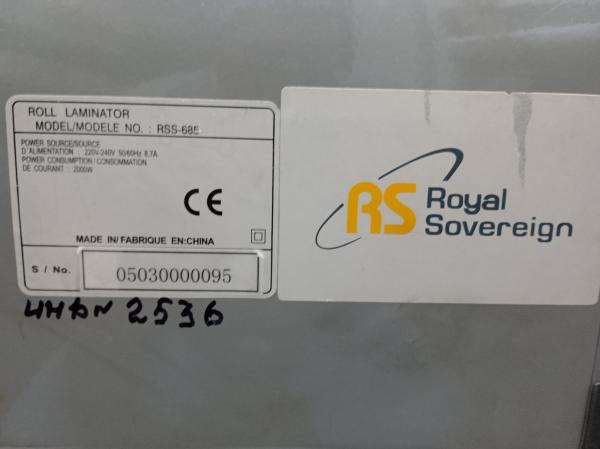 ROLL LAMINATOR
MODEL/MODELE NO. : RSS-685
POWER SOURCE/SOURCE
D'ALIMENTATION : 220V-240V 50/60Hz 8.7A
POWER CONSUMPTION/CONSOMMATION
DE COURANT : 2000W
CE
MADE IN/FABRIQUE EN:CHINA
S / No. 05030000095
RS Royal
Sovereign
2536